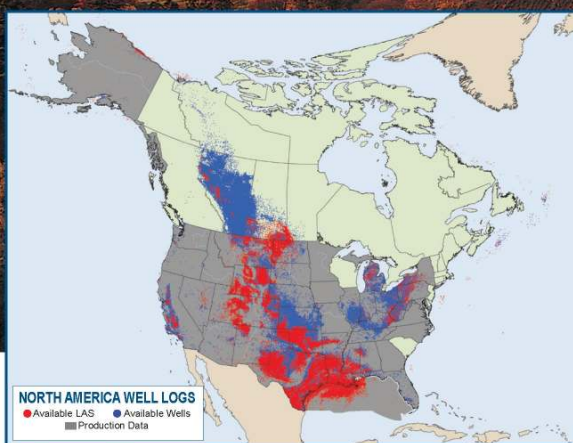 NORTH AMERICA WELL LOGS
Available LAS Available Wells
Production Data